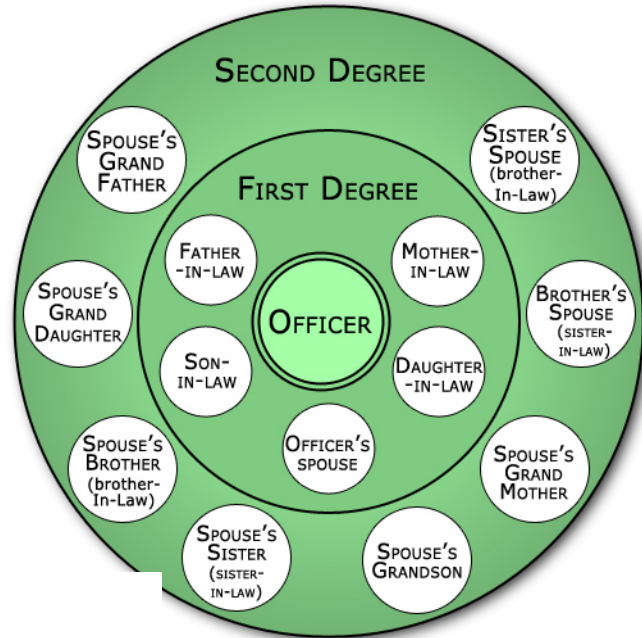 SECOND DEGREE
SPOUSE'S
GRAND
FATHER
SISTER'S
SPOUSE
(brother-
In-Law)
FIRST DEGREE
FATHER
-IN-LAW
MOTHER-
IN-LAW
SPOUSE'S
GRAND
DAUGHTER
OFFICER
BROTHER'S
SPOUSE
(SISTER-
IN-LAW)
SON-
IN-LAW
DAUGHTER
-IN-LAW
SPOUSE'S
BROTHER
(brother-
In-Law)
OFFICER'S
SPOUSE
SPOUSE'S
GRAND
MOTHER
SPOUSE'S
SISTER
(SISTER-
IN-LAW)
SPOUSE'S
GRANDSON